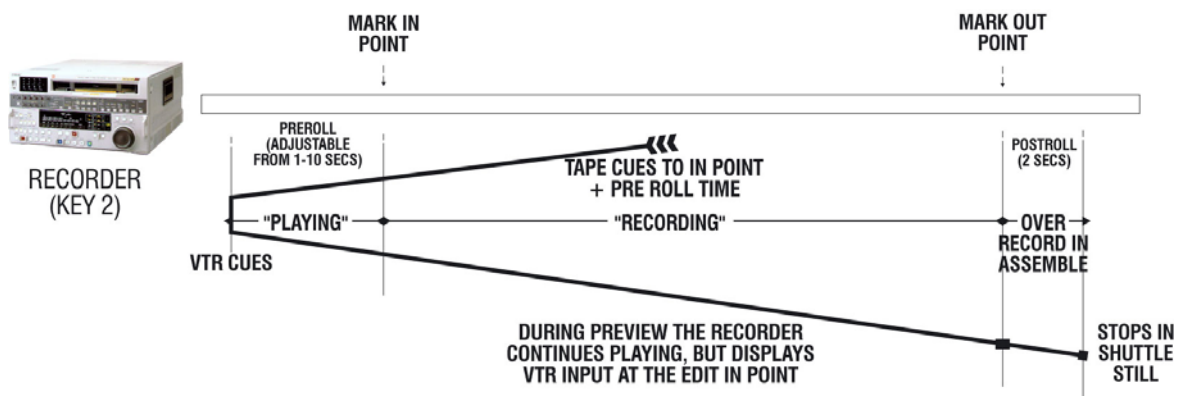 MARK IN
POINT
MARK OUT
POINT
PREROLL
(ADJUSTABLE
FROM 1-10 SECS)
POSTROLL
(2 SECS)
TAPE CUES TO IN POINT
+ PRE ROLL TIME
RECORDER
(KEY 2)
"PLAYING"
"RECORDING"
OVER
RECORD IN
ASSEMBLE
VTR CUES
DURING PREVIEW THE RECORDER
CONTINUES PLAYING, BUT DISPLAYS
VTR INPUT AT THE EDIT IN POINT
STOPS IN
SHUTTLE
STILL